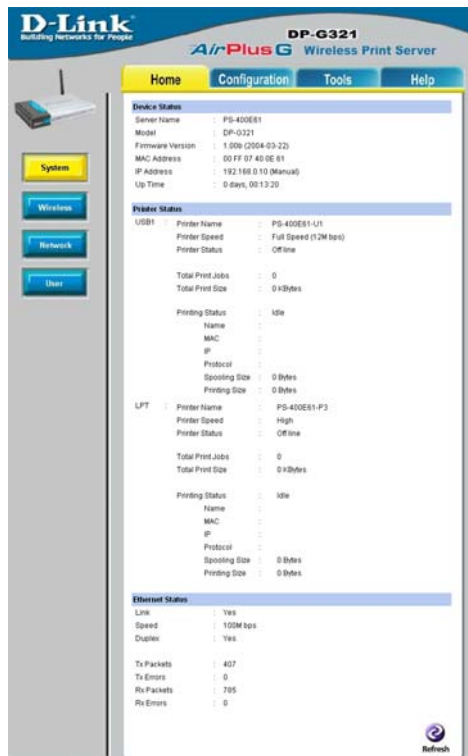 D-Link
Building Networks for People
DP-G321
AirPlus G Wireless Print Server
Home Configuration Tools Help
System
Wireless
Network
User
Device Status
Server Name : PS-400E61
Model : DP-G321
Firmware Version : 1.00b (2004-03-22)
MAC Address : 00 FF 07 40 0E 61
IP Address : 192.168.0.10 (Manual)
Up Time : 0 days, 00:13:20
Printer Status
USB1 : Printer Name : PS-400E61-U1
Printer Speed : Full Speed (12M bps)
Printer Status : Off line
Total Print Jobs : 0
Total Print Size : 0 KBytes
Printing Status : Idle
Name :
MAC :
IP :
Protocol :
Spooling Size : 0 Bytes
Printing Size : 0 Bytes
LPT : Printer Name : PS-400E61-P3
Printer Speed : High
Printer Status : Off line
Total Print Jobs : 0
Total Print Size : 0 KBytes
Printing Status : Idle
Name :
MAC :
IP :
Protocol :
Spooling Size : 0 Bytes
Printing Size : 0 Bytes
Ethernet Status
Link : Yes
Speed : 100M bps
Duplex : Yes
Tx Packets : 407
Tx Errors : 0
Rx Packets : 785
Rx Errors : 0
Refresh